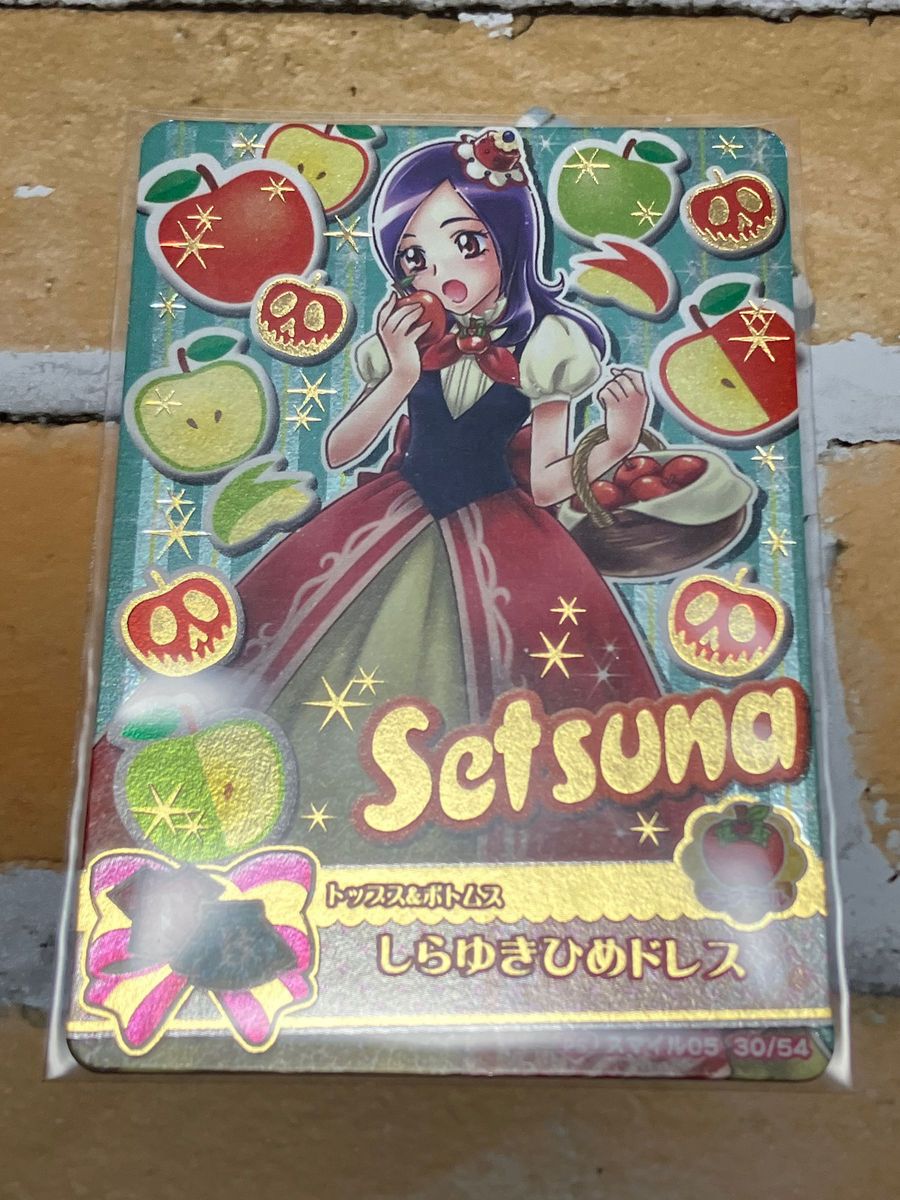 Setsuna
トップス&ボトムス
しらゆきひめドレス
スマイル05 30/54